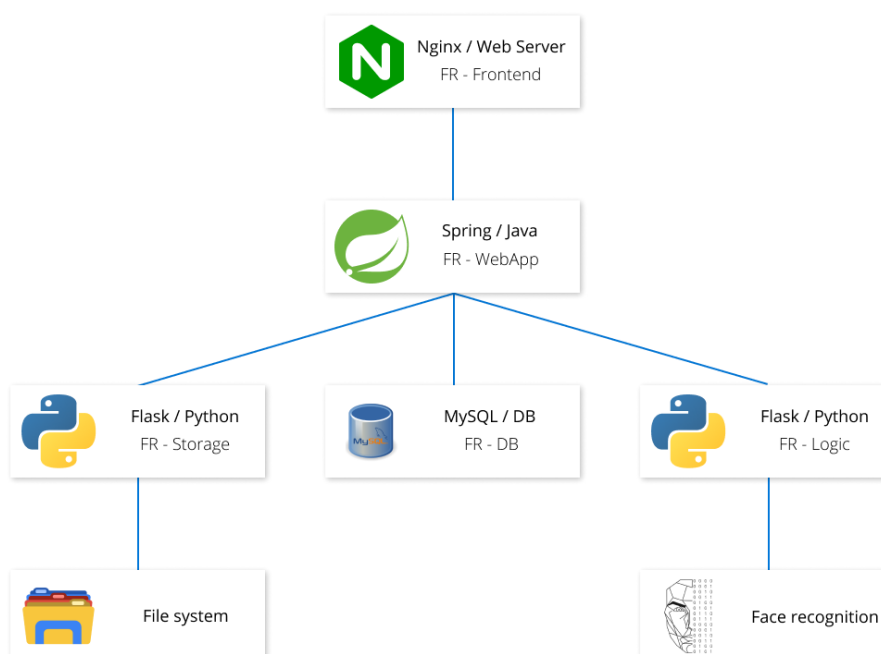 N
Nginx / Web Server
FR - Frontend
Spring / Java
FR - WebApp
Flask / Python
FR - Storage
MySQL
MySQL / DB
FR - DB
Flask / Python
FR - Logic
File system
Face recognition